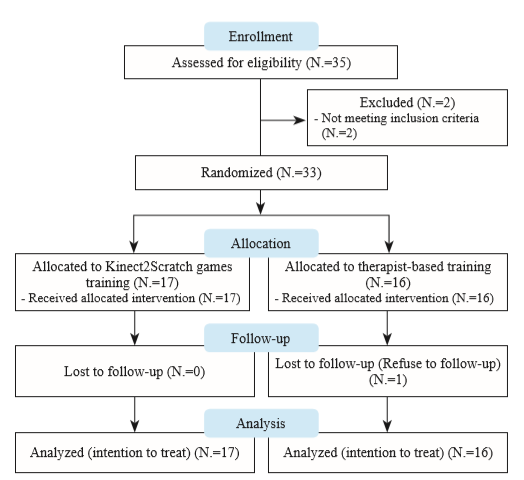 Enrollment
Assessed for eligibility (N.=35)
Excluded (N.=2)
- Not meeting inclusion criteria
(N.=2)
Randomized (N.=33)
Allocation
Allocated to Kinect2Scratch games
training (N.=17)
- Received allocated intervention (N.=17)
Allocated to therapist-based training
(N.=16)
- Received allocated intervention (N.=16)
Follow-up
Lost to follow-up (N.=0)
Lost to follow-up (Refuse to follow-up)
(N.=1)
Analysis
Analyzed (intention to treat) (N.=17)
Analyzed (intention to treat) (N.=16)